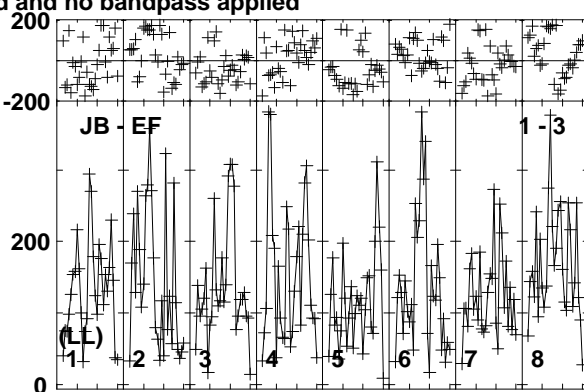 d and no bandpass applied
200
-200
JB - EF 1 - 3
200
(LL)
1 2 3 4 5 6 7 8
0